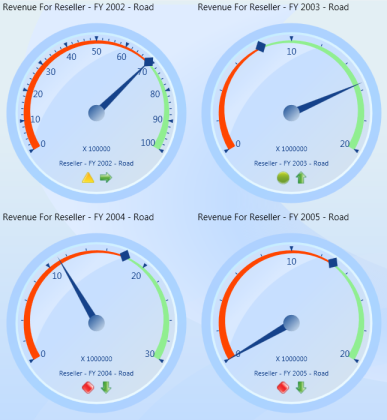 Revenue For Reseller - FY 2002 - Road
Revenue For Reseller - FY 2003 - Road
0
10
20
30
40
50
60
70
80
90
100
X 100000
Reseller - FY 2002 - Road
0
10
20
X 1000000
Reseller - FY 2003 - Road
Revenue For Reseller - FY 2004 - Road
Revenue For Reseller - FY 2005 - Road
0
10
20
30
X 1000000
Reseller - FY 2004 - Road
0
10
20
X 1000000
Reseller - FY 2005 - Road